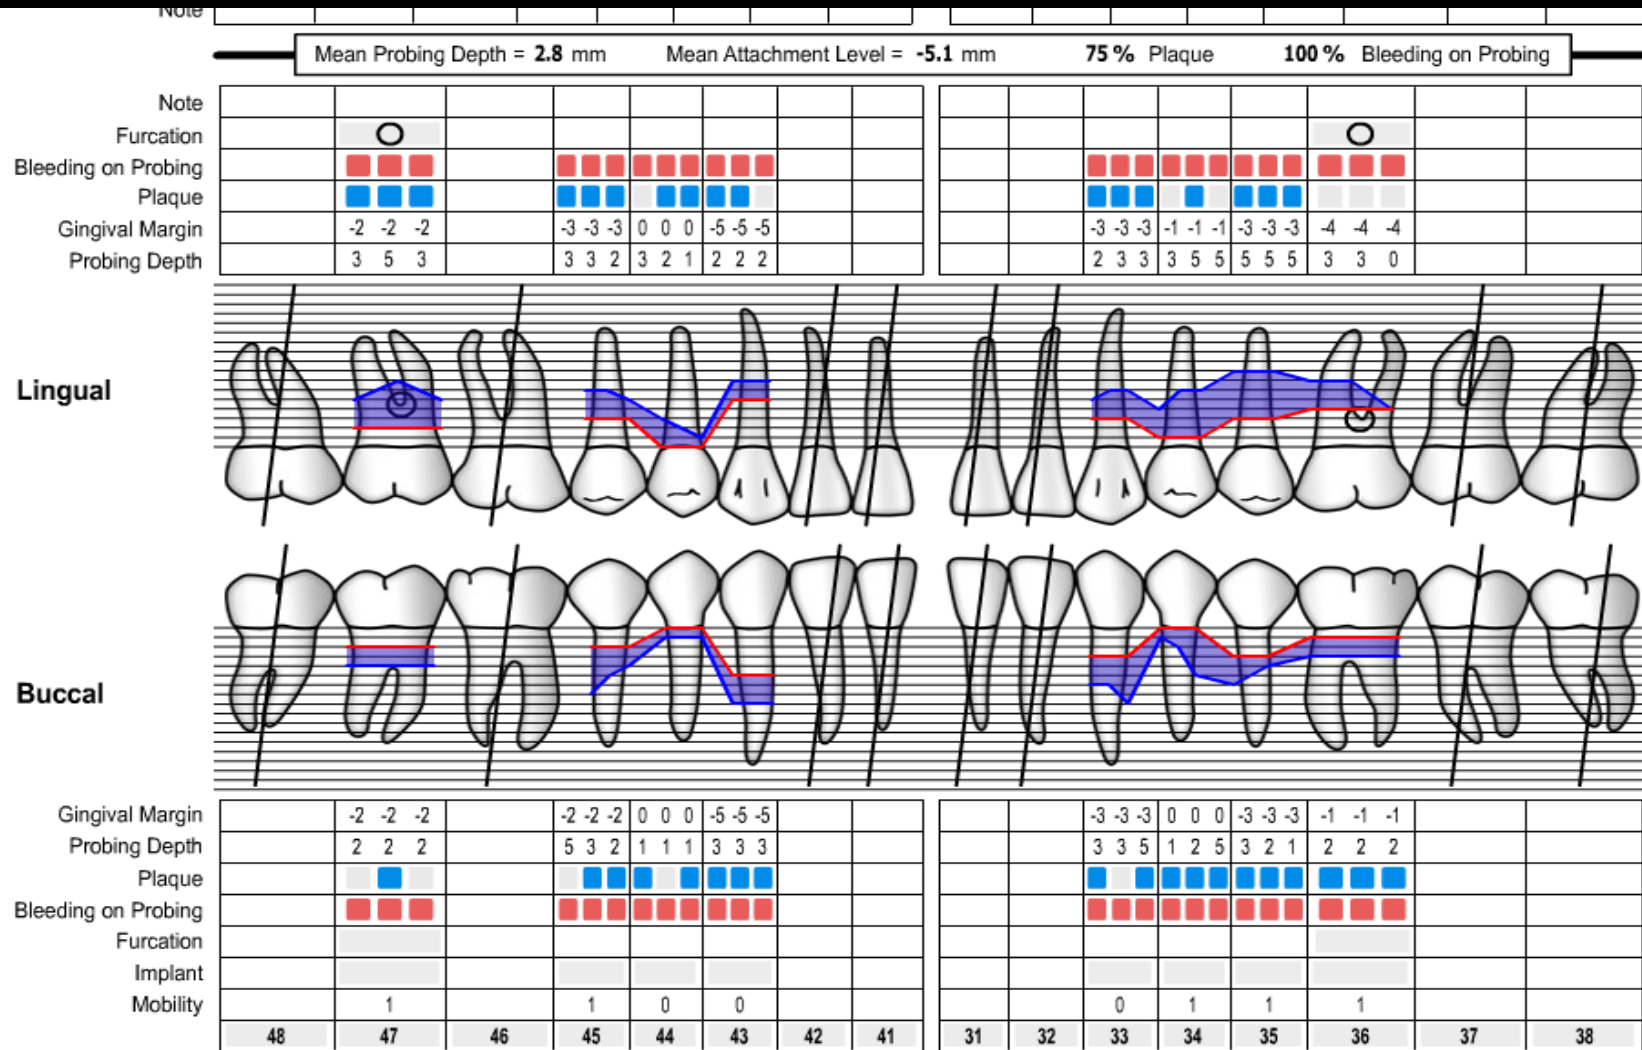 Note
Mean Probing Depth = 2.8 mm Mean Attachment Level = -5.1 mm 75 % Plaque 100 % Bleeding on Probing
Note
Furcation
Bleeding on Probing
Plaque
Gingival Margin -2 -2 -2 -3 -3 -3 0 0 0 -5 -5 -5 -3 -3 -3 -1 -1 -1 -3 -3 -3 -4 -4 -4
Probing Depth 3 5 3 3 3 2 3 2 1 2 2 2 2 3 3 3 5 5 5 5 5 3 3 0
Lingual
Buccal
Gingival Margin -2 -2 -2 -2 -2 -2 0 0 0 -5 -5 -5 -3 -3 -3 0 0 0 -3 -3 -3 -1 -1 -1
Probing Depth 2 2 2 5 3 2 1 1 1 3 3 3 3 3 5 1 2 5 3 2 1 2 2 2
Plaque
Bleeding on Probing
Furcation
Implant
Mobility 1 1 0 0 0 1 1 1
48 47 46 45 44 43 42 41 31 32 33 34 35 36 37 38